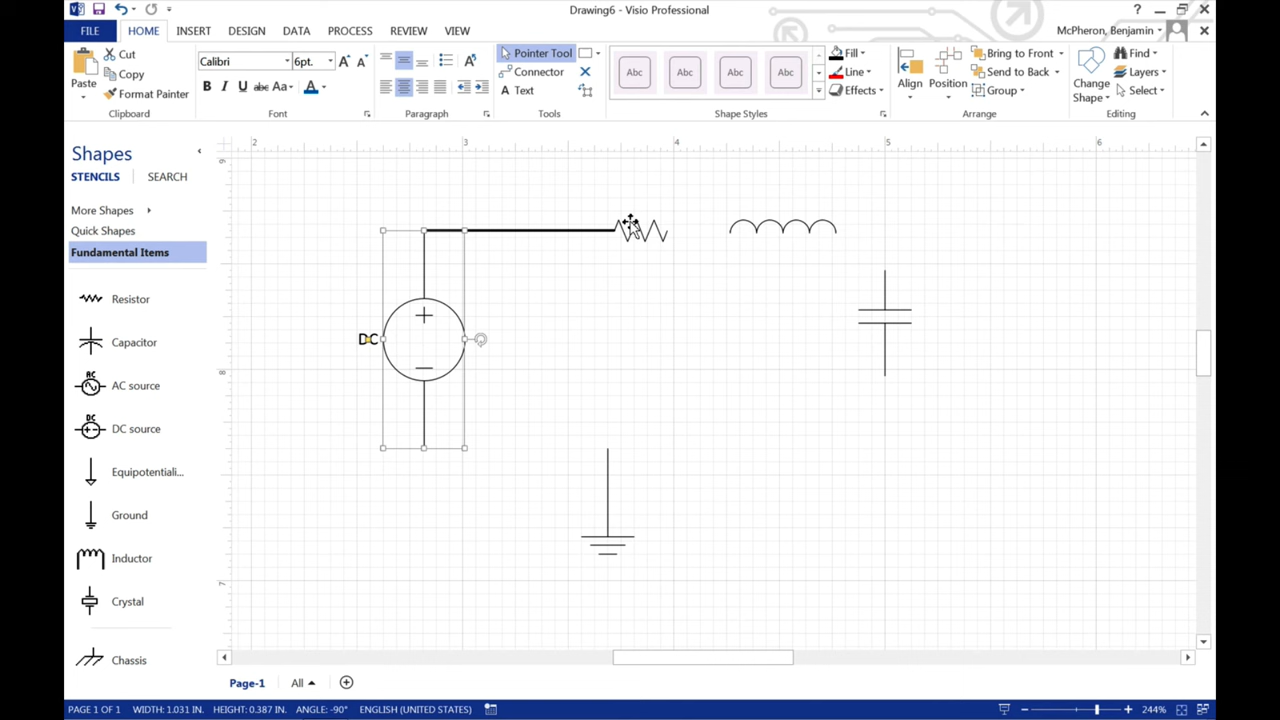 Drawing6 - Visio Professional
FILE HOME INSERT DESIGN DATA PROCESS REVIEW VIEW
McPheron, Benjamin
Paste
Cut
Copy
Format Painter
Clipboard
Calibri 6pt.
B I U abc Aa A
Font
Paragraph
Pointer Tool
Connector
Text
Tools
Abc Abc Abc Abc
Shape Styles
Fill
Line
Effects
Align
Position
Bring to Front
Send to Back
Group
Arrange
Change Shape
Find
Layers
Select
Editing
Shapes
STENCILS SEARCH
More Shapes
Quick Shapes
Fundamental Items
Resistor
Capacitor
AC
AC source
DC
DC source
Equipotentiali...
Ground
Inductor
Crystal
Chassis
2 3 4 5 6
9
8
7
DC
Page-1 All
PAGE 1 OF 1 WIDTH: 1.031 IN. HEIGHT: 0.387 IN. ANGLE: -90° ENGLISH (UNITED STATES)
244%